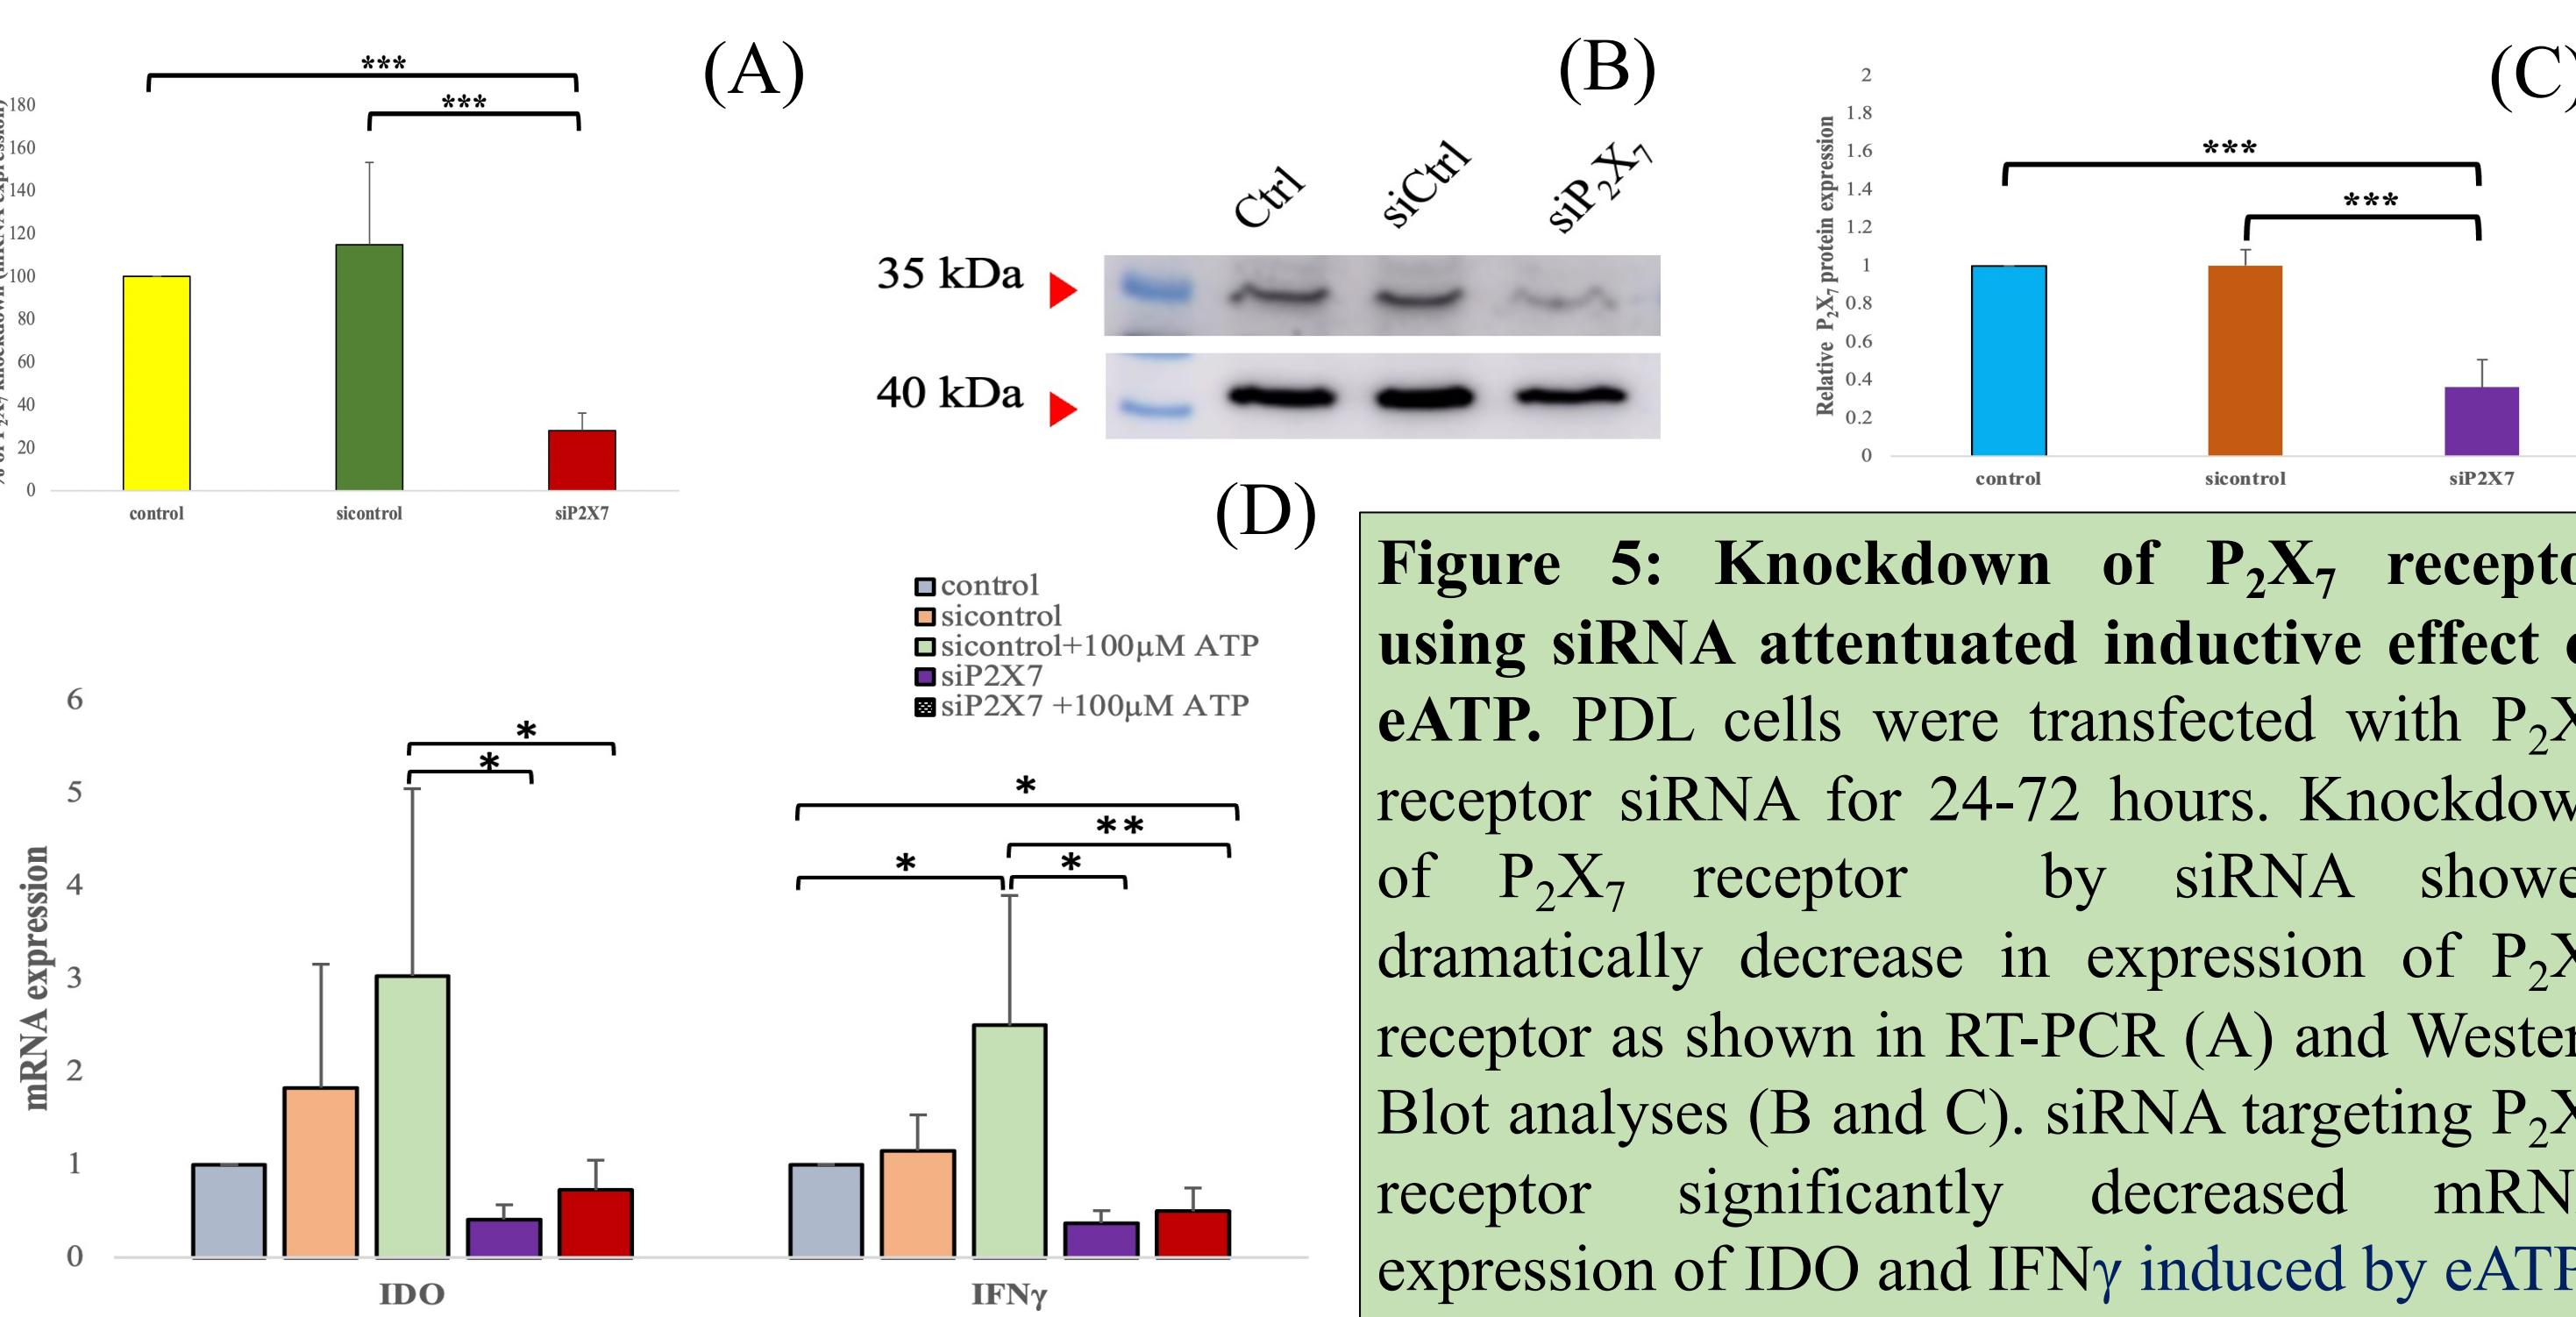 (A)
***
***
180
160
140
120
100
80
60
40
20
0
control
sicontrol
siP2X7
(B)
Ctrl
siCtrl
siP₂X₇
35 kDa
40 kDa
(C)
Relative P₂X₇ protein expression
2
1.8
1.6
1.4
1.2
1
0.8
0.6
0.4
0.2
0
***
***
control
sicontrol
siP2X7
(D)
control
sicontrol
sicontrol+100μM ATP
siP2X7
siP2X7 +100μM ATP
mRNA expression
6
5
4
3
2
1
0
*
*
*
**
*
*
IDO
IFNγ
Figure 5: Knockdown of P₂X₇ recepto
using siRNA attentuated inductive effect
eATP. PDL cells were transfected with P₂X
receptor siRNA for 24-72 hours. Knockdow
of P₂X₇ receptor by siRNA showe
dramatically decrease in expression of P₂X
receptor as shown in RT-PCR (A) and Wester
Blot analyses (B and C). siRNA targeting P₂X
receptor significantly decreased mRN
expression of IDO and IFNγ induced by eATP